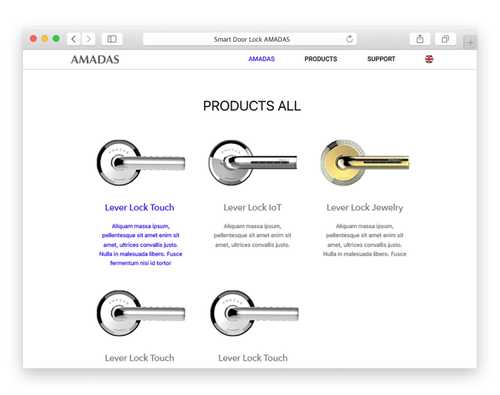 Smart Door Lock AMADAS
AMADAS
AMADAS
PRODUCTS
SUPPORT
PRODUCTS ALL
Lever Lock Touch
Aliquam massa ipsum,
pellentesque sit amet enim sit
amet, ultrices convallis justo.
Nulla in malesuada libero. Fusce
fermentum nisi id tortor
Lever Lock IoT
Aliquam massa ipsum,
pellentesque sit amet enim sit
amet, ultrices convallis justo.
Lever Lock Jewelry
Aliquam massa ipsum,
pellentesque sit amet enim sit
amet, ultrices convallis justo.
Nulla in malesuada libero. Fusce
Lever Lock Touch
Lever Lock Touch